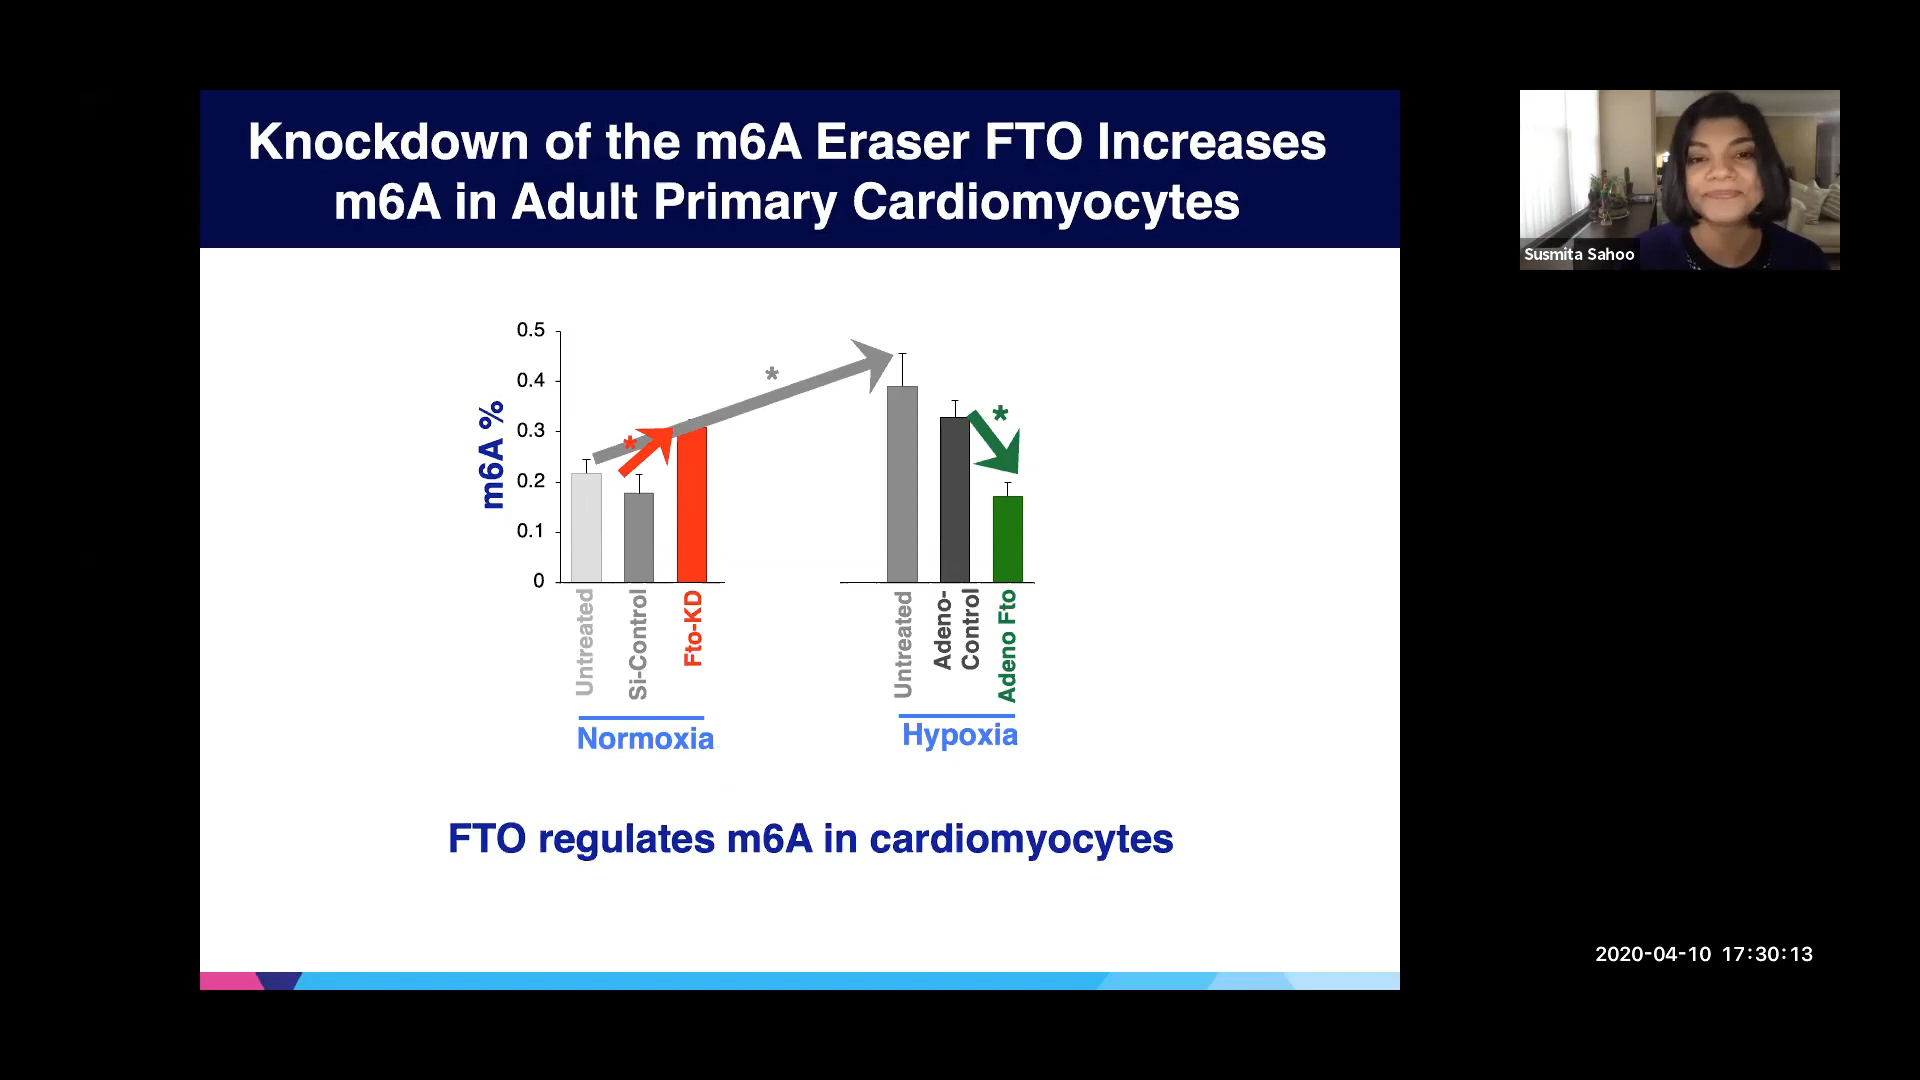 Knockdown of the m6A Eraser FTO Increases
m6A in Adult Primary Cardiomyocytes
Susmita Sahoo
m6A %
0.5
0.4
0.3
0.2
0.1
0
*
*
*
Untreated
Si-Control
Fto-KD
Untreated
Adeno-
Control
Adeno Fto
Normoxia
Hypoxia
FTO regulates m6A in cardiomyocytes
2020-04-10 17:30:13